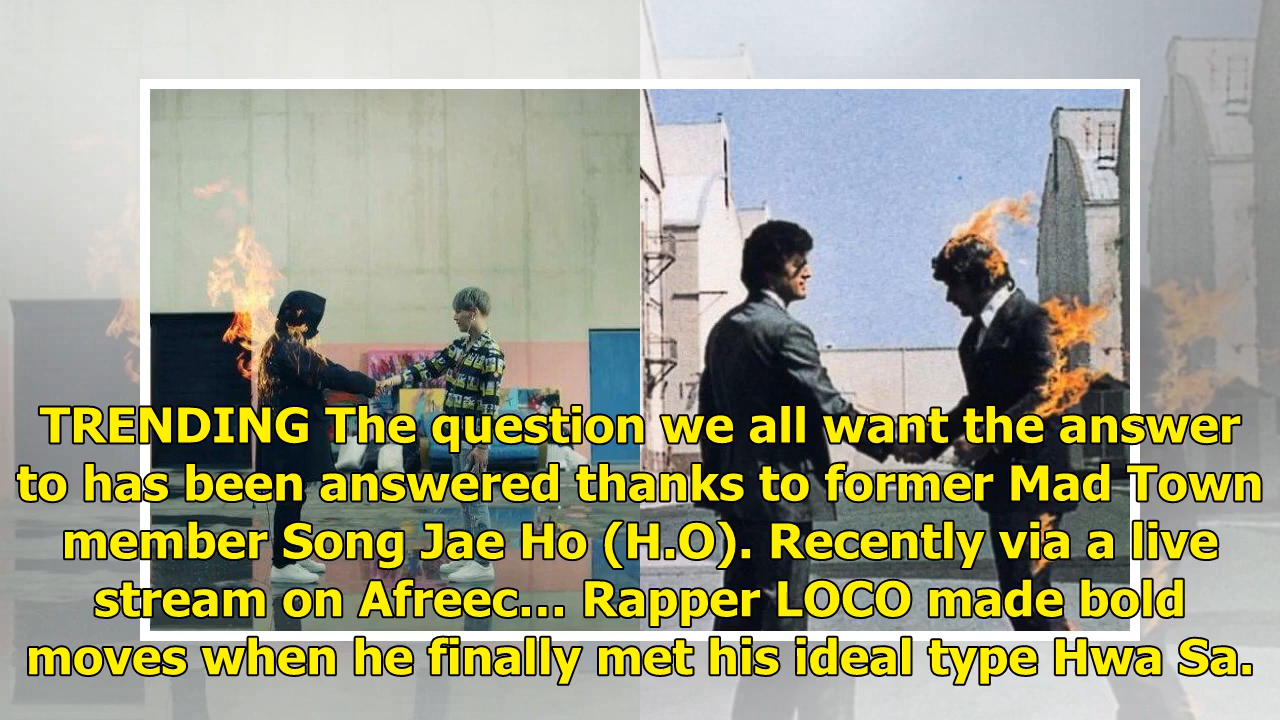 TRENDING The question we all want the answer
to has been answered thanks to former Mad Town
member Song Jae Ho (H.O). Recently via a live
stream on Afreec... Rapper LOCO made bold
moves when he finally met his ideal type Hwa Sa.